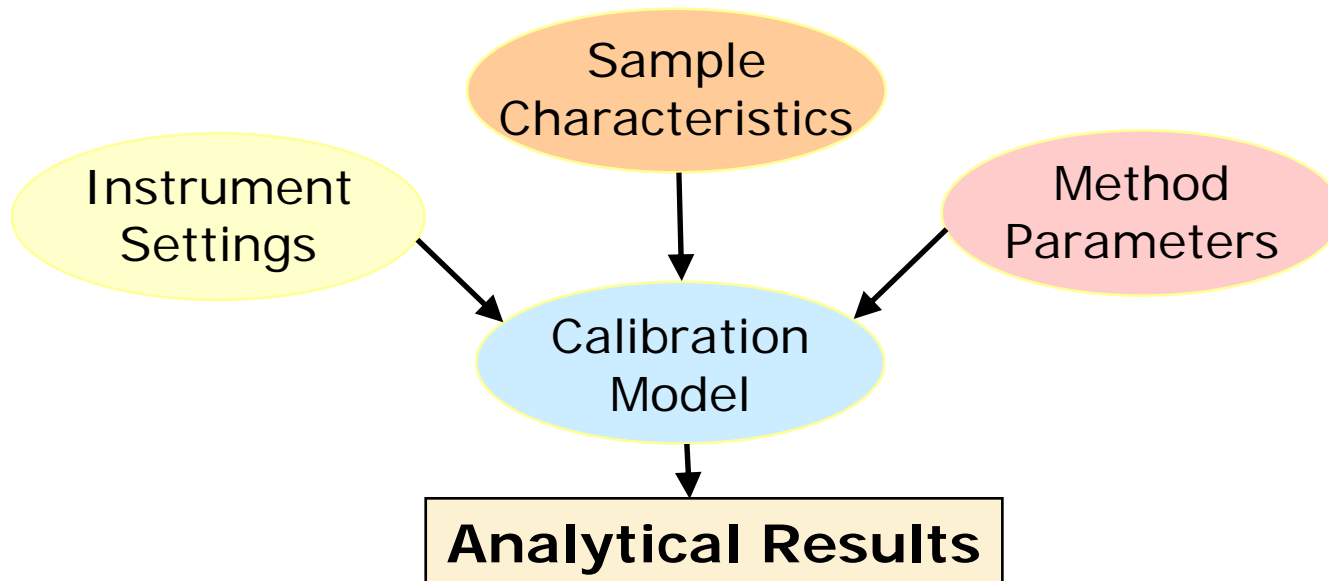 Sample
Characteristics
Instrument
Settings
Method
Parameters
Calibration
Model
Analytical Results